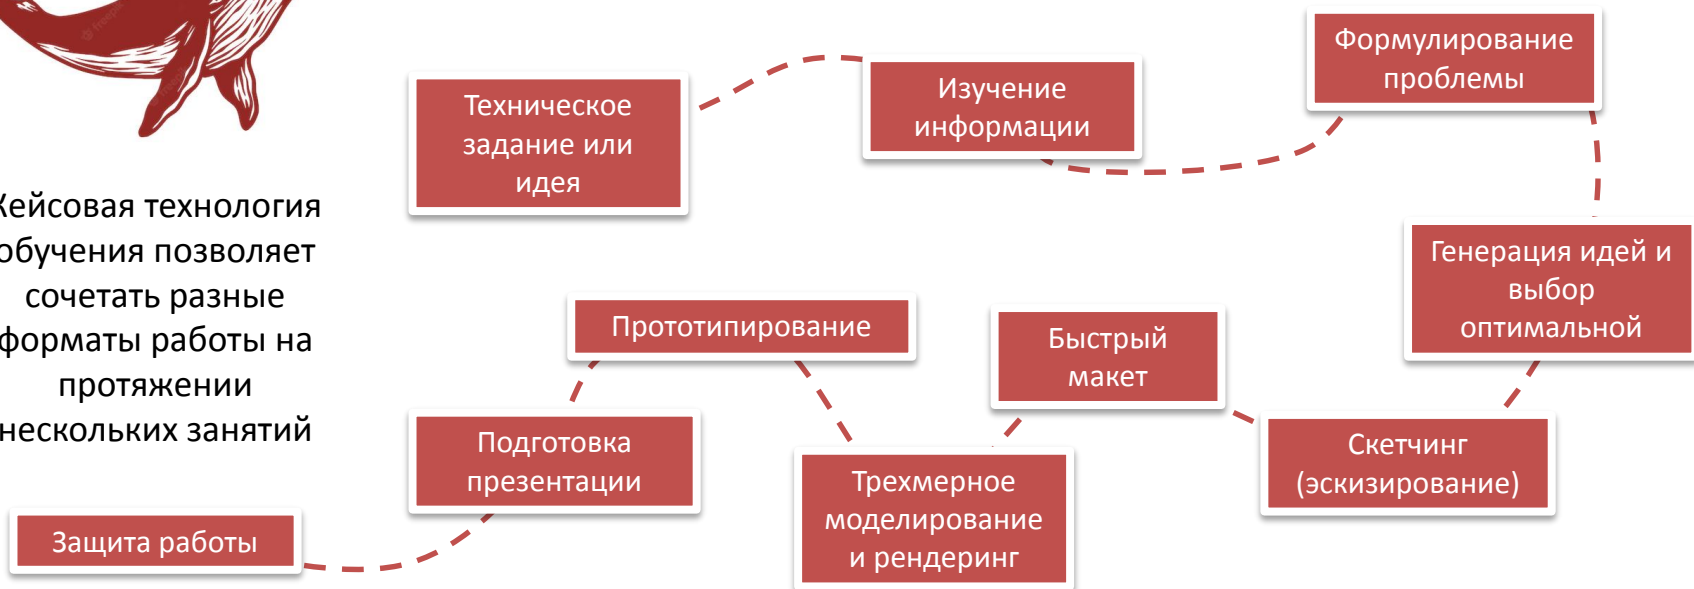 Техническое
задание или
идея
Изучение
информации
Формулирование
проблемы
Генерация идей и
выбор
оптимальной
Скетчинг
(эскизирование)
Быстрый
макет
Трехмерное
моделирование
и рендеринг
Прототипирование
Подготовка
презентации
Защита работы
Кейсовая технология
обучения позволяет
сочетать разные
форматы работы на
протяжении
нескольких занятий